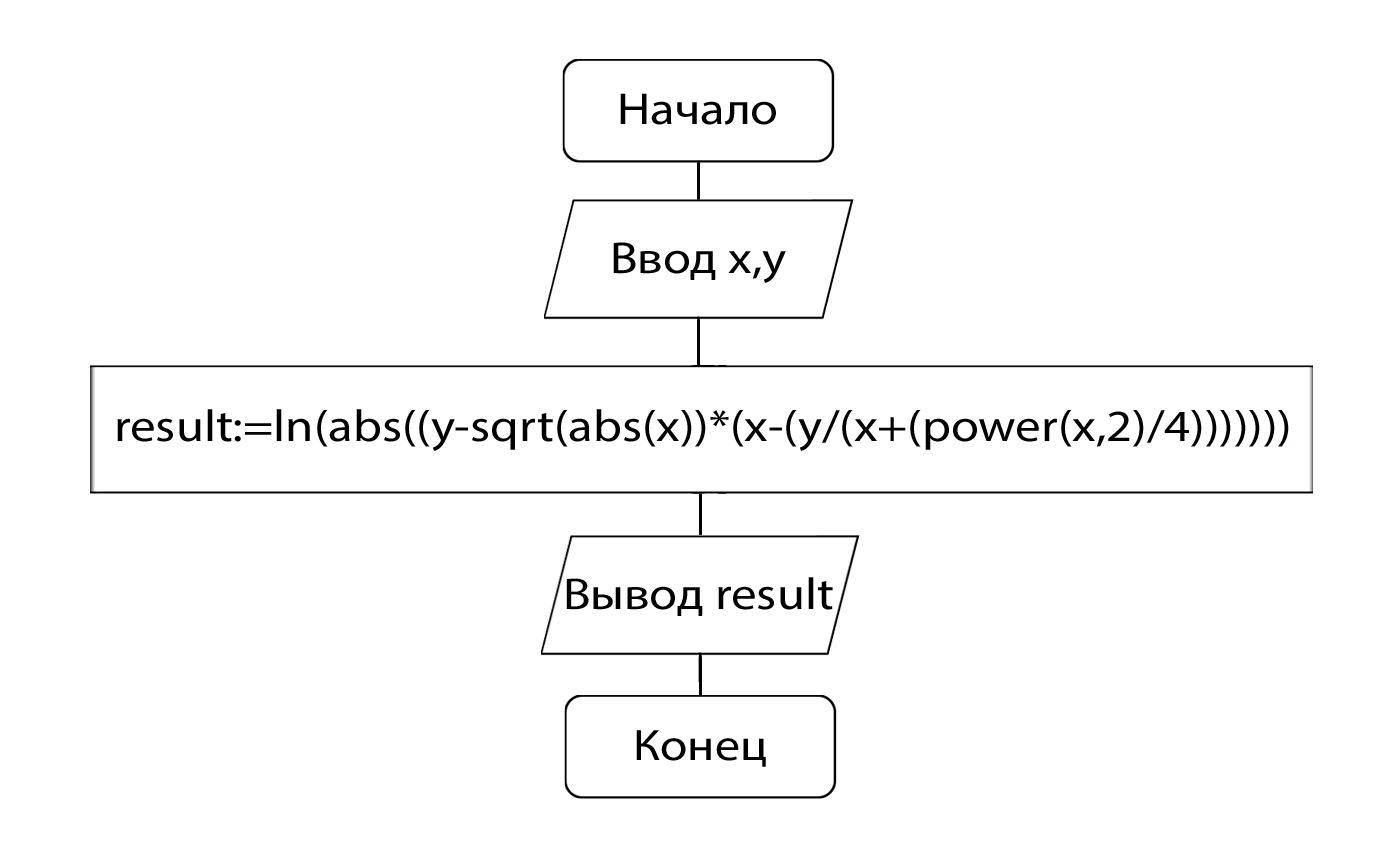 Начало
Ввод x,y
result:=ln(abs((y-sqrt(abs(x))*(x-(y/(x+(power(x,2)/4)))))))
Вывод result
Конец